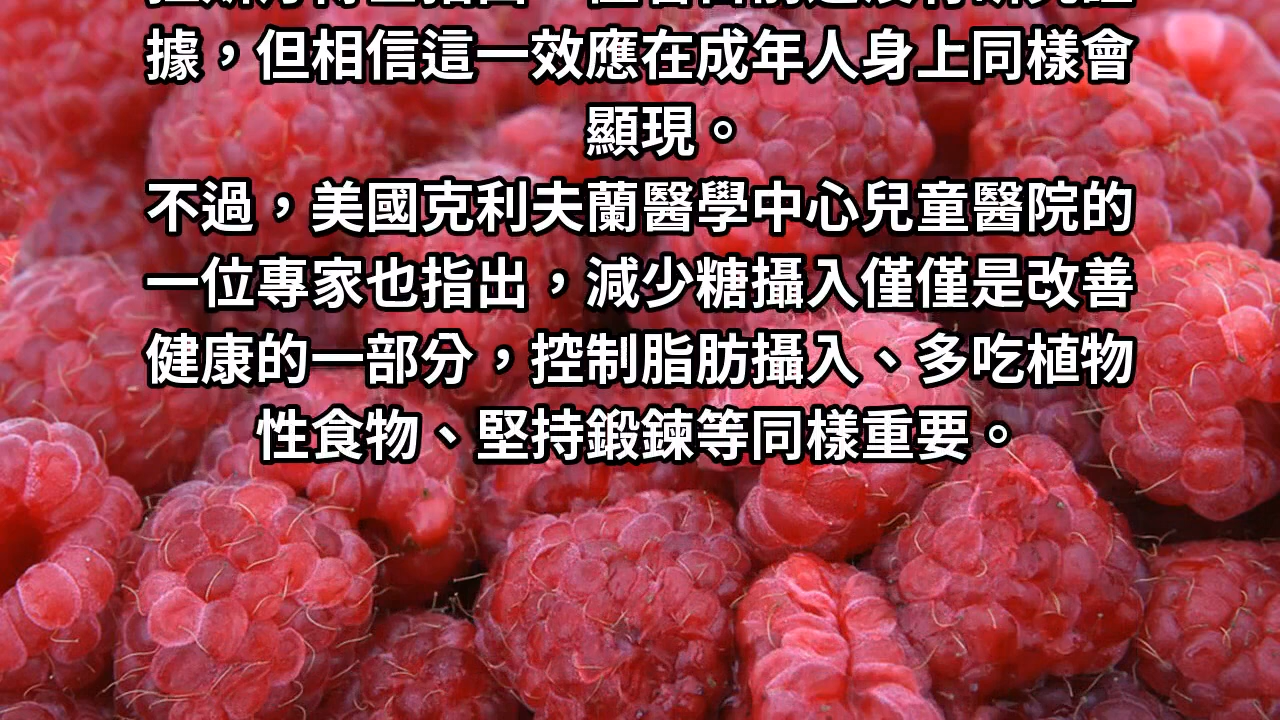 據，但相信這一效應在成年人身上同樣會
顯現。
不過，美國克利夫蘭醫學中心兒童醫院的
一位專家也指出，減少糖攝入僅僅是改善
健康的一部分，控制脂肪攝入、多吃植物
性食物、堅持鍛鍊等同樣重要。